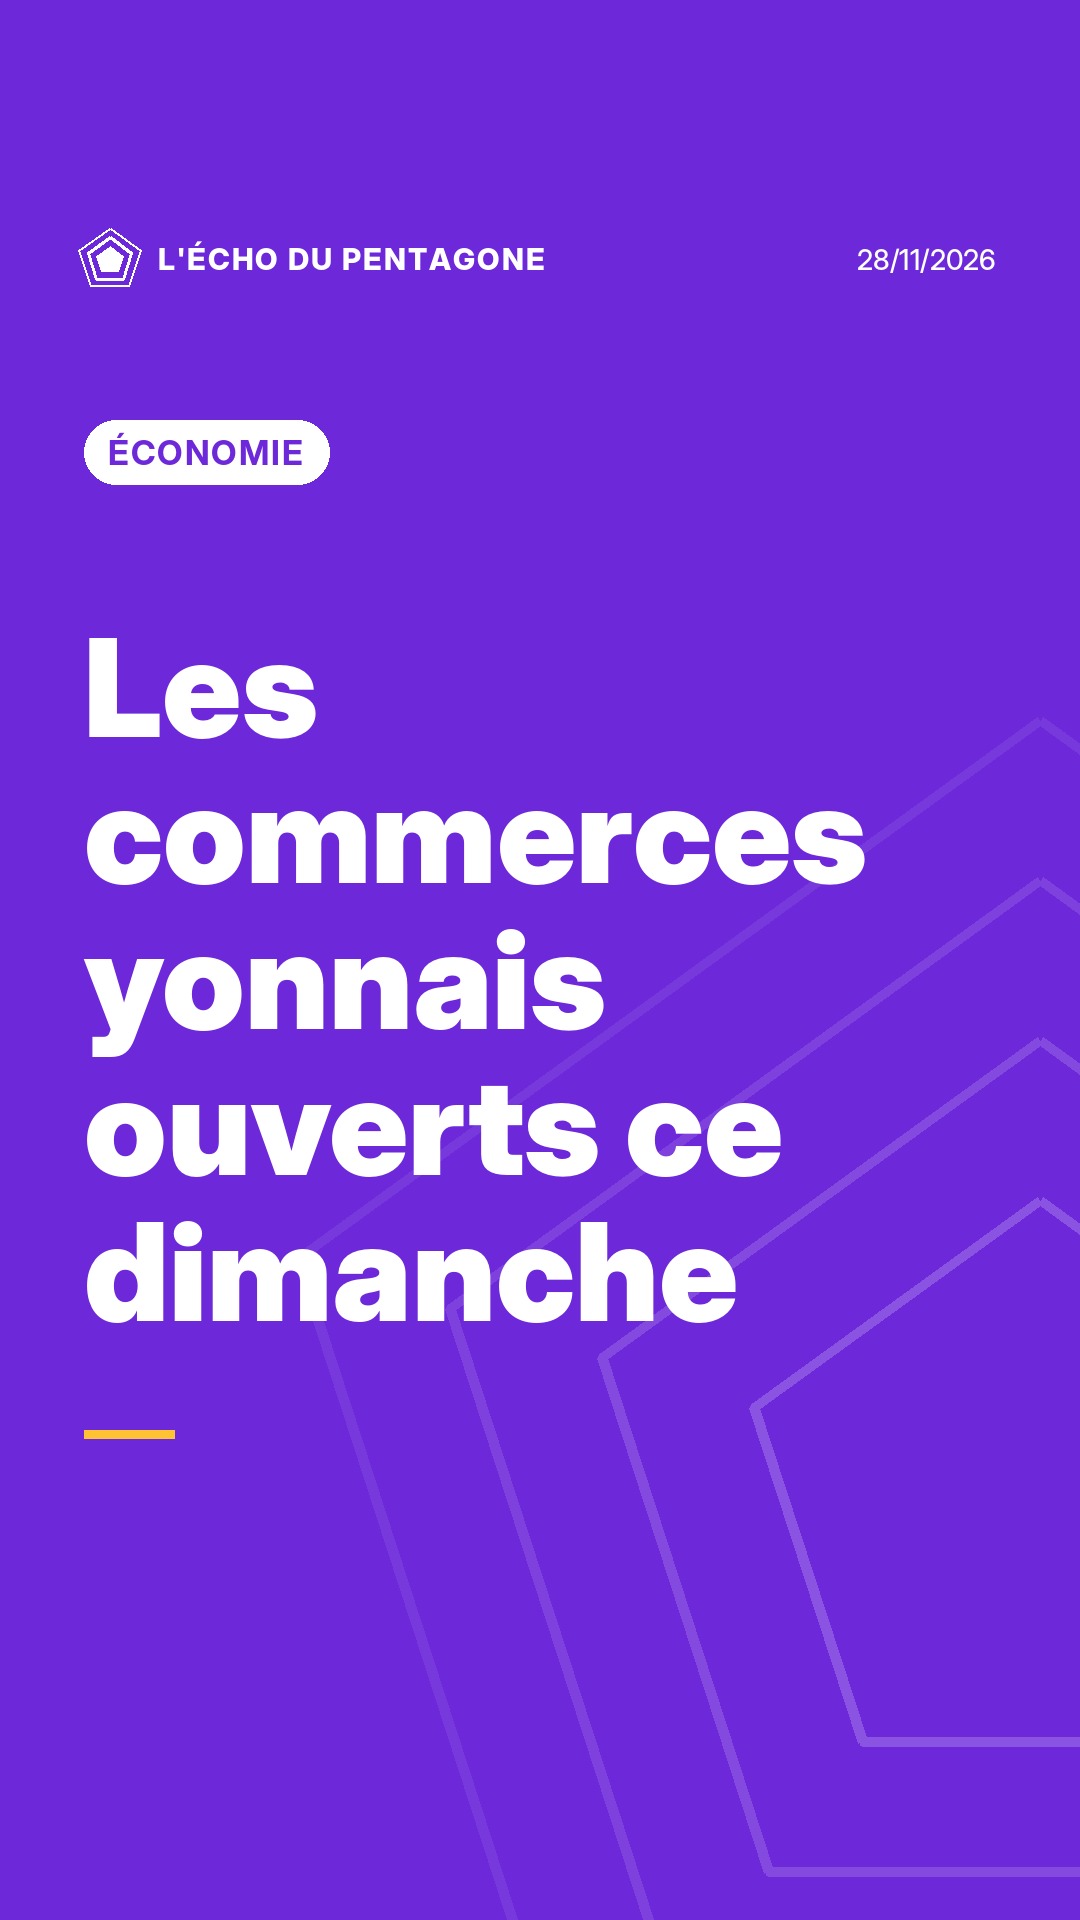 L'ÉCHO DU PENTAGONE
28/11/2026
ÉCONOMIE
Les
commerces
yonnais
ouverts ce
dimanche